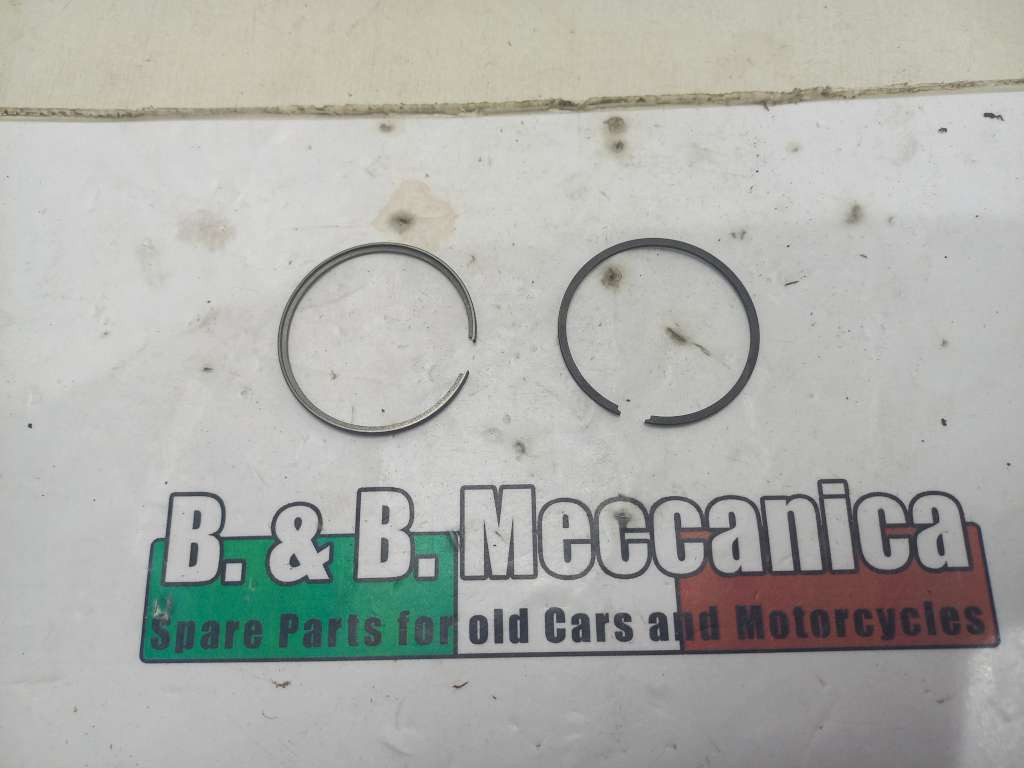 B. & B. Meccanica
Spare Parts for old Cars and Motorcycles